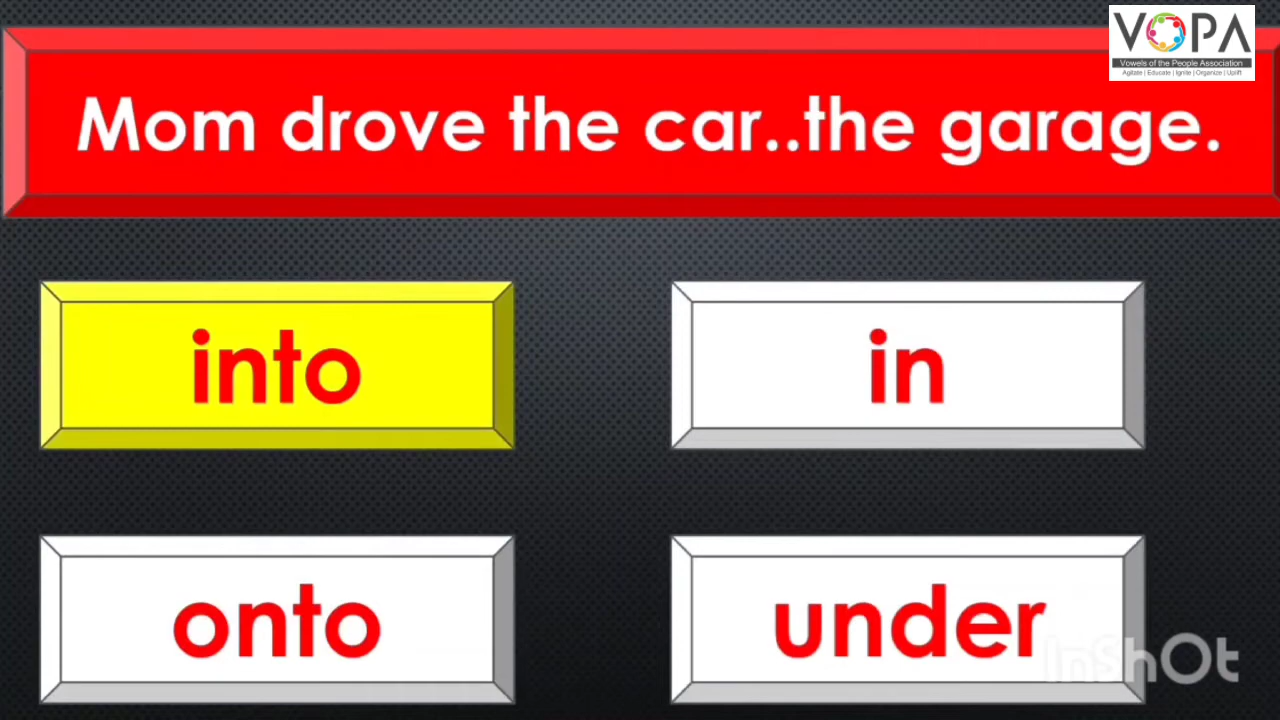 VOPA
Vowels of the People Association
Agitate | Educate | Ignite | Organize | Uplift
Mom drove the car..the garage.
into
in
onto
under
InShOt